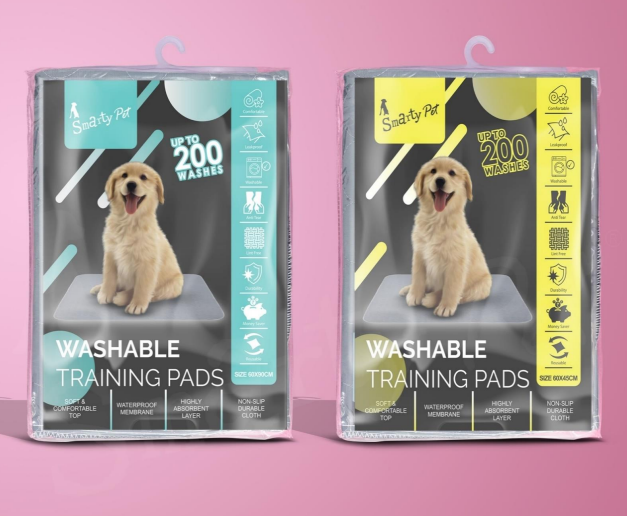 Smarty Pet
UP TO
200
WASHES
Comfortable
Leakproof
Washable
Anti Tear
Lint Free
Durability
Money Saver
Reusable
SIZE 60X90CM
WASHABLE
TRAINING PADS
SOFT &
COMFORTABLE
TOP
WATERPROOF
MEMBRANE
HIGHLY
ABSORBENT
LAYER
NON-SLIP
DURABLE
CLOTH
Smarty Pet
UP TO
200
WASHES
Comfortable
Leakproof
Washable
Anti Tear
Lint Free
Durability
Money Saver
Reusable
SIZE 60X45CM
WASHABLE
TRAINING PADS
SOFT &
COMFORTABLE
TOP
WATERPROOF
MEMBRANE
HIGHLY
ABSORBENT
LAYER
NON-SLIP
DURABLE
CLOTH